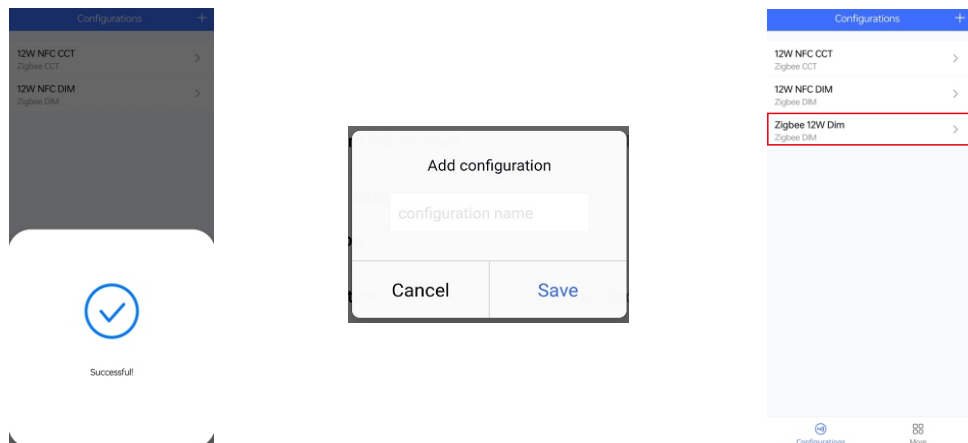 Configurations +
12W NFC CCT
Zigbee CCT
12W NFC DIM
Zigbee DIM
Successful!
Add configuration
configuration name
Cancel
Save
Configurations +
12W NFC CCT
Zigbee CCT
12W NFC DIM
Zigbee DIM
Zigbee 12W Dim
Zigbee DIM
Configurations
More